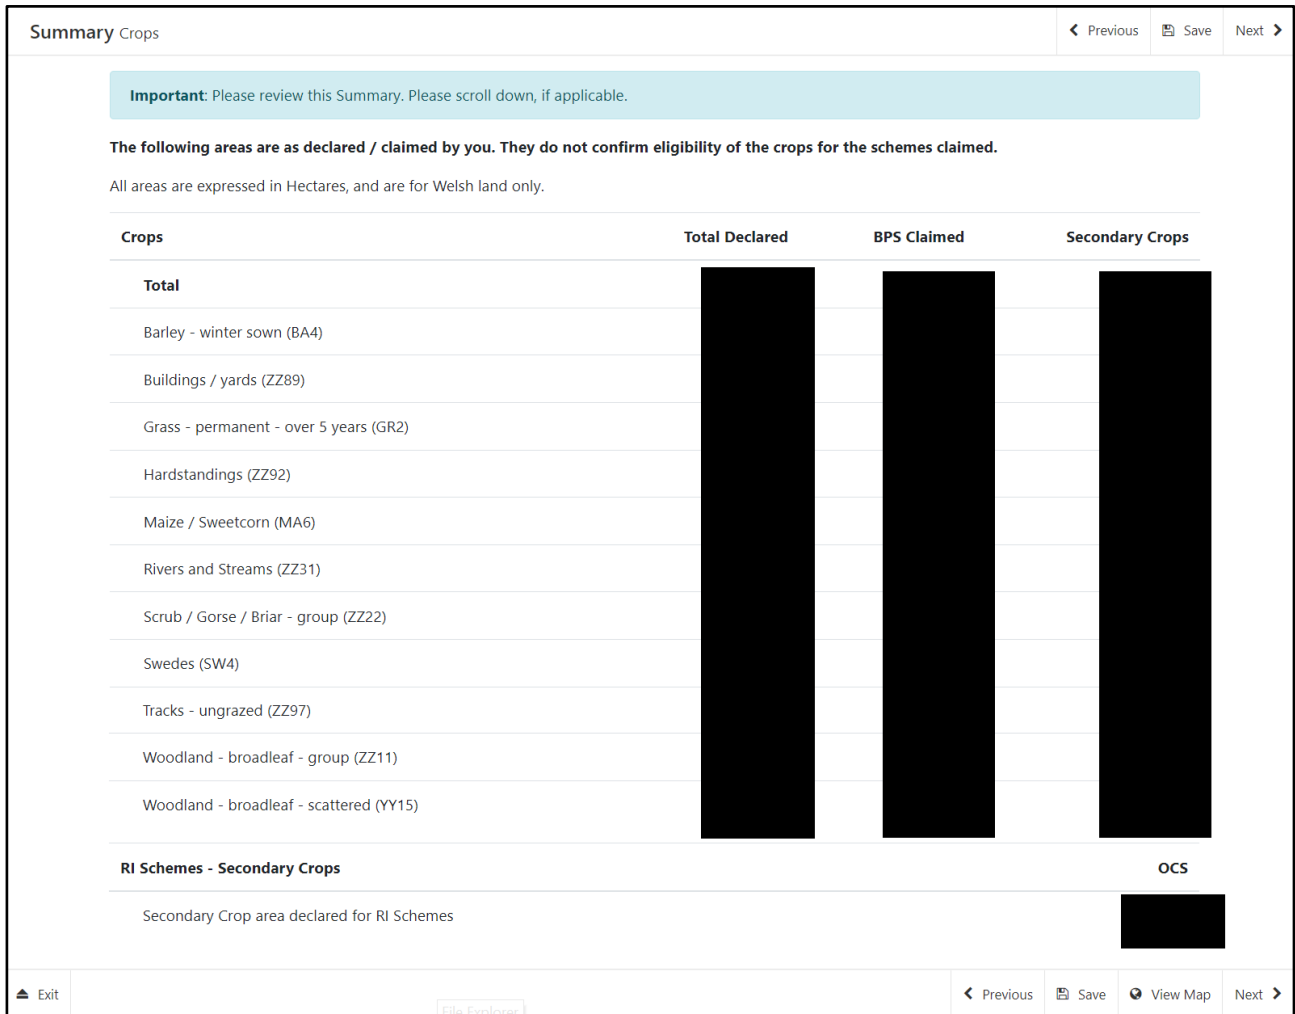 Summary Crops
Previous Save Next
Important: Please review this Summary. Please scroll down, if applicable.
The following areas are as declared / claimed by you. They do not confirm eligibility of the crops for the schemes claimed.
All areas are expressed in Hectares, and are for Welsh land only.
Crops Total Declared BPS Claimed Secondary Crops
Total
Barley - winter sown (BA4)
Buildings / yards (ZZ89)
Grass - permanent - over 5 years (GR2)
Hardstandings (ZZ92)
Maize / Sweetcorn (MA6)
Rivers and Streams (ZZ31)
Scrub / Gorse / Briar - group (ZZ22)
Swedes (SW4)
Tracks - ungrazed (ZZ97)
Woodland - broadleaf - group (ZZ11)
Woodland - broadleaf - scattered (YY15)
RI Schemes - Secondary Crops OCS
Secondary Crop area declared for RI Schemes
Exit Previous Save View Map Next
File Explorer